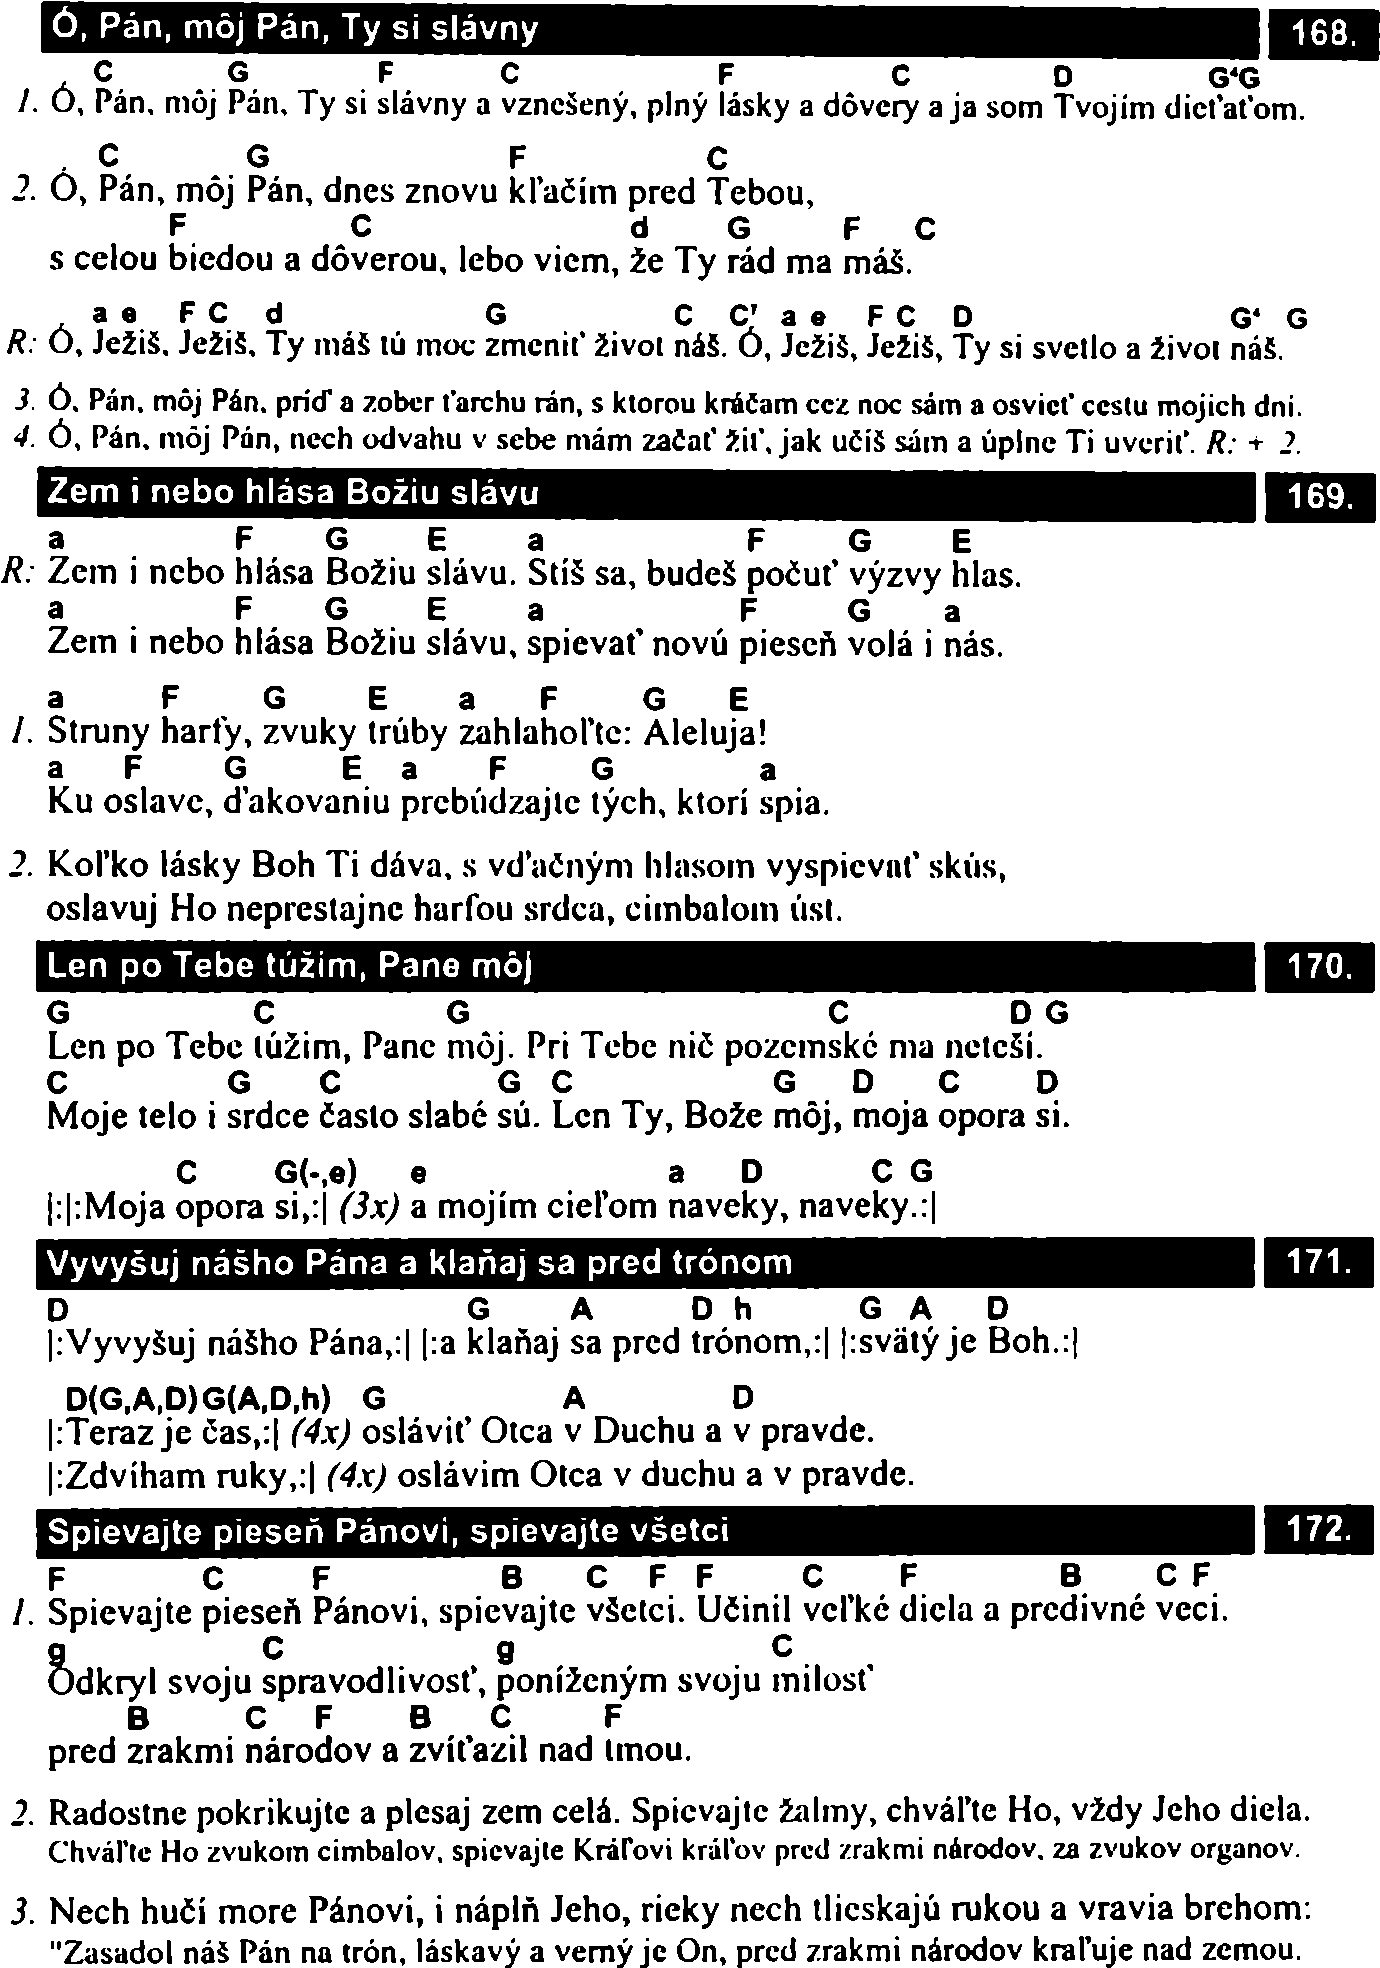 Ó, Pán, môj Pán, Ty si slávny 168.
C G F C F C D G⁴G
1. Ó, Pán, môj Pán, Ty si slávny a vznešený, plný lásky a dôvery a ja som Tvojím dieťaťom.
C G F C
2. Ó, Pán, môj Pán, dnes znovu kľačím pred Tebou,
F C d G F C
s celou biedou a dôverou, lebo viem, že Ty rád ma máš.
a e F C d G C C⁷ a e F C D G⁴ G
R: Ó, Ježiš, Ježiš, Ty máš tú moc zmeniť život náš. Ó, Ježiš, Ježiš, Ty si svetlo a život náš.
3. Ó, Pán, môj Pán, príď a zober ťarchu rán, s ktorou kráčam cez noc sám a osvieť cestu mojich dní.
4. Ó, Pán, môj Pán, nech odvahu v sebe mám začať žiť, jak učíš sám a úplne Ti uveriť. R: + 2.
Zem i nebo hlása Božiu slávu 169.
a F G E a F G E
R: Zem i nebo hlása Božiu slávu. Stíš sa, budeš počuť výzvy hlas.
a F G E a F G a
Zem i nebo hlása Božiu slávu, spievať novú pieseň volá i nás.
a F G E a F G E
1. Struny harfy, zvuky trúby zahlahoľte: Aleluja!
a F G E a F G a
Ku oslave, ďakovaniu prebúdzajte tých, ktorí spia.
2. Koľko lásky Boh Ti dáva, s vďačným hlasom vyspievať skús,
oslavuj Ho neprestajne harfou srdca, cimbalom úst.
Len po Tebe túžim, Pane môj 170.
G C G C D G
Len po Tebe túžim, Pane môj. Pri Tebe nič pozemské ma neteší.
C G C G C G D C D
Moje telo i srdce často slabé sú. Len Ty, Bože môj, moja opora si.
C G(-,e) e a D C G
|:|:Moja opora si,:| (3x) a mojím cieľom naveky, naveky.:|
Vyvyšuj nášho Pána a klaňaj sa pred trónom 171.
D G A D h G A D
|:Vyvyšuj nášho Pána,:| |:a klaňaj sa pred trónom,:| |:svätý je Boh.:|
D(G,A,D)G(A,D,h) G A D
|:Teraz je čas,:| (4x) osláviť Otca v Duchu a v pravde.
|:Zdvíham ruky,:| (4x) oslávim Otca v duchu a v pravde.
Spievajte pieseň Pánovi, spievajte všetci 172.
F C F B C F F C F B C F
1. Spievajte pieseň Pánovi, spievajte všetci. Učinil veľké diela a predivné veci.
g C g C
Odkryl svoju spravodlivosť, poníženým svoju milosť
B C F B C F
pred zrakmi národov a zvíťazil nad tmou.
2. Radostne pokrikujte a plesaj zem celá. Spievajte žalmy, chváľte Ho, vždy Jeho diela.
Chváľte Ho zvukom cimbalov, spievajte Kráľovi kráľov pred zrakmi národov, za zvukov organov.
3. Nech hučí more Pánovi, i náplň Jeho, rieky nech tlieskajú rukou a vravia brehom:
"Zasadol náš Pán na trón, láskavý a verný je On, pred zrakmi národov kraľuje nad zemou.